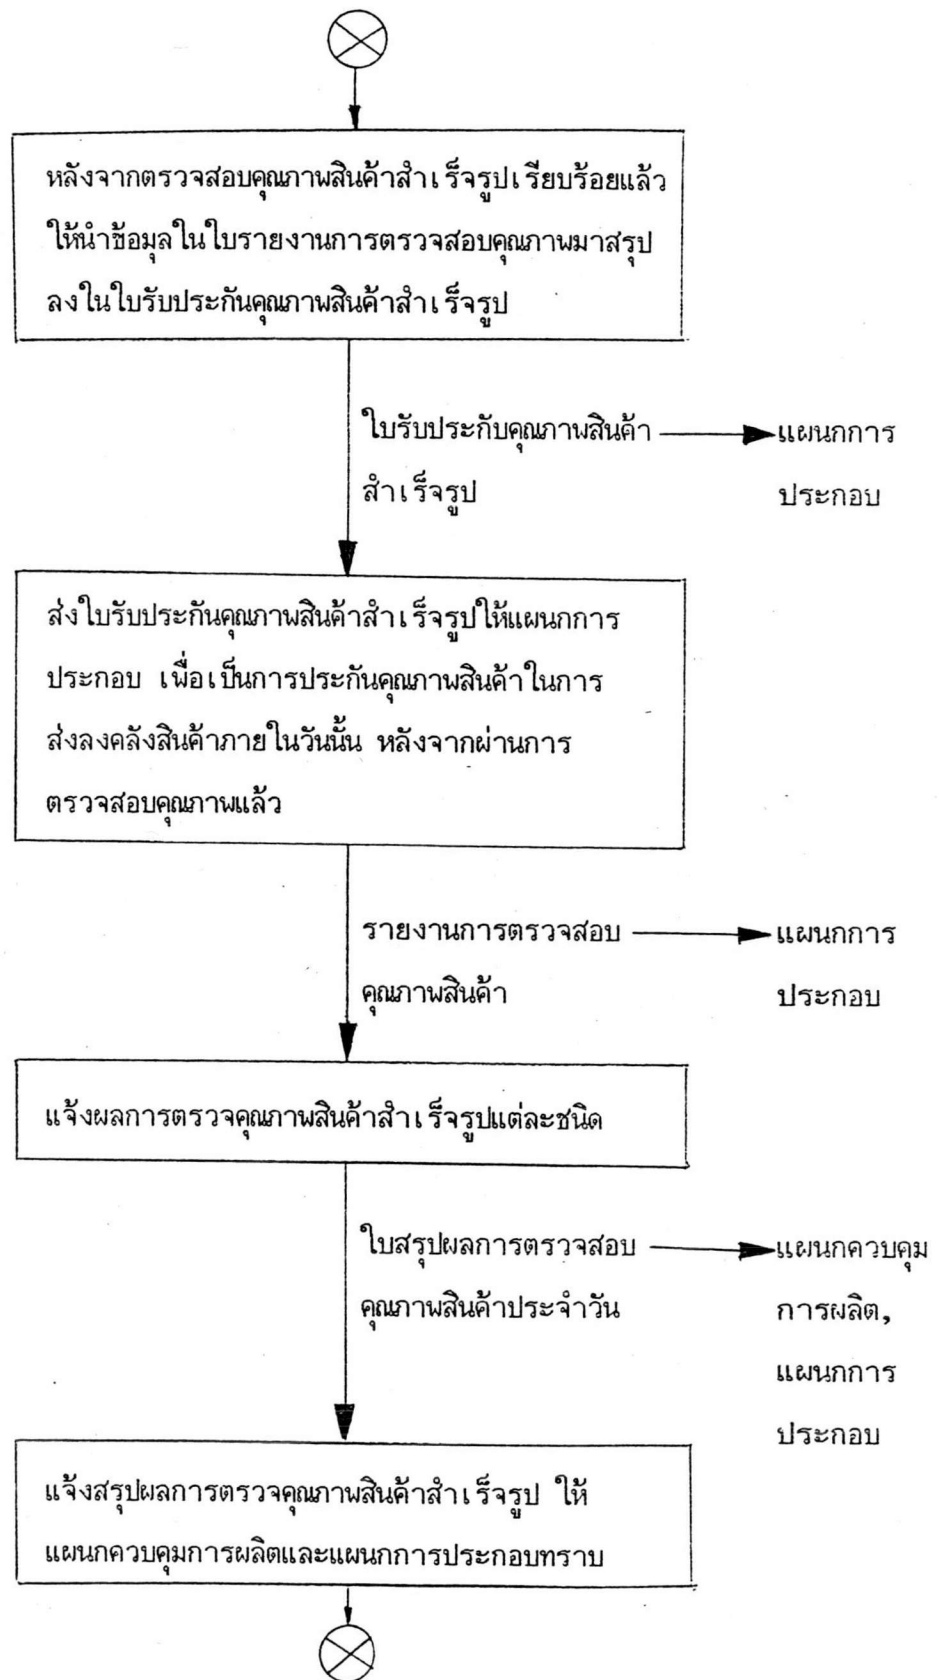 หลังจากตรวจสอบคุณภาพสินค้าสำเร็จรูปเรียบร้อยแล้ว
ให้นำข้อมูลในใบรายงานการตรวจสอบคุณภาพมาสรุป
ลงในใบรับประกันคุณภาพสินค้าสำเร็จรูป
ใบรับประกับคุณภาพสินค้า
แผนกการ
สำเร็จรูป
ประกอบ
ส่งใบรับประกันคุณภาพสินค้าสำเร็จรูปให้แผนกการ
ประกอบ เพื่อเป็นการประกันคุณภาพสินค้าในการ
ส่งลงคลังสินค้าภายในวันนั้น หลังจากผ่านการ
ตรวจสอบคุณภาพแล้ว
รายงานการตรวจสอบ
แผนกการ
คุณภาพสินค้า
ประกอบ
แจ้งผลการตรวจคุณภาพสินค้าสำเร็จรูปแต่ละชนิด
ใบสรุปผลการตรวจสอบ
แผนกควบคุม
คุณภาพสินค้าประจำวัน
การผลิต,
แผนกการ
ประกอบ
แจ้งสรุปผลการตรวจคุณภาพสินค้าสำเร็จรูป ให้
แผนกควบคุมการผลิตและแผนกการประกอบทราบ